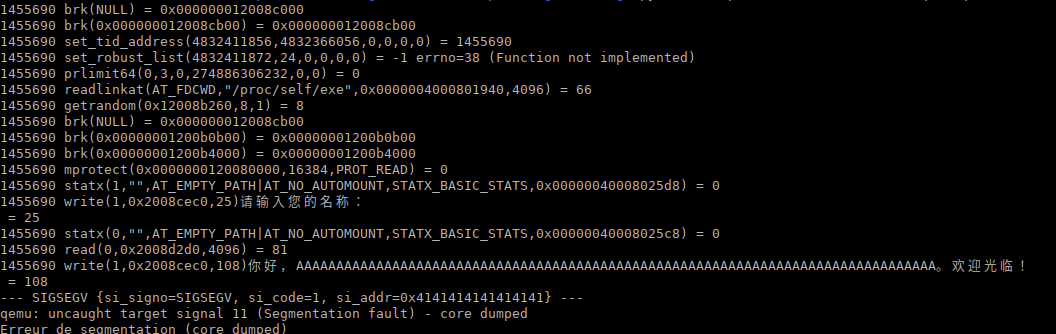 1455690 brk(NULL) = 0x000000012008c000
1455690 brk(0x000000012008cb00) = 0x000000012008cb00
1455690 set_tid_address(4832411856,4832366056,0,0,0,0) = 1455690
1455690 set_robust_list(4832411872,24,0,0,0,0) = -1 errno=38 (Function not implemented)
1455690 prlimit64(0,3,0,274886306232,0,0) = 0
1455690 readlinkat(AT_FDCWD,"/proc/self/exe",0x0000004000801940,4096) = 66
1455690 getrandom(0x12008b260,8,1) = 8
1455690 brk(NULL) = 0x000000012008cb00
1455690 brk(0x00000001200b0b00) = 0x00000001200b0b00
1455690 brk(0x00000001200b4000) = 0x00000001200b4000
1455690 mprotect(0x0000000120080000,16384,PROT_READ) = 0
1455690 statx(1,"",AT_EMPTY_PATH|AT_NO_AUTOMOUNT,STATX_BASIC_STATS,0x00000040008025d8) = 0
1455690 write(1,0x2008cec0,25)请输入您的名称：
 = 25
1455690 statx(0,"",AT_EMPTY_PATH|AT_NO_AUTOMOUNT,STATX_BASIC_STATS,0x00000040008025c8) = 0
1455690 read(0,0x2008d2d0,4096) = 81
1455690 write(1,0x2008cec0,108)你好，AAAAAAAAAAAAAAAAAAAAAAAAAAAAAAAAAAAAAAAAAAAAAAAAAAAAAAAAAAAAAAAAAAAAAAAAAAAAAAAA。欢迎光临！
 = 108
--- SIGSEGV {si_signo=SIGSEGV, si_code=1, si_addr=0x4141414141414141} ---
qemu: uncaught target signal 11 (Segmentation fault) - core dumped
Erreur de segmentation (core dumped)